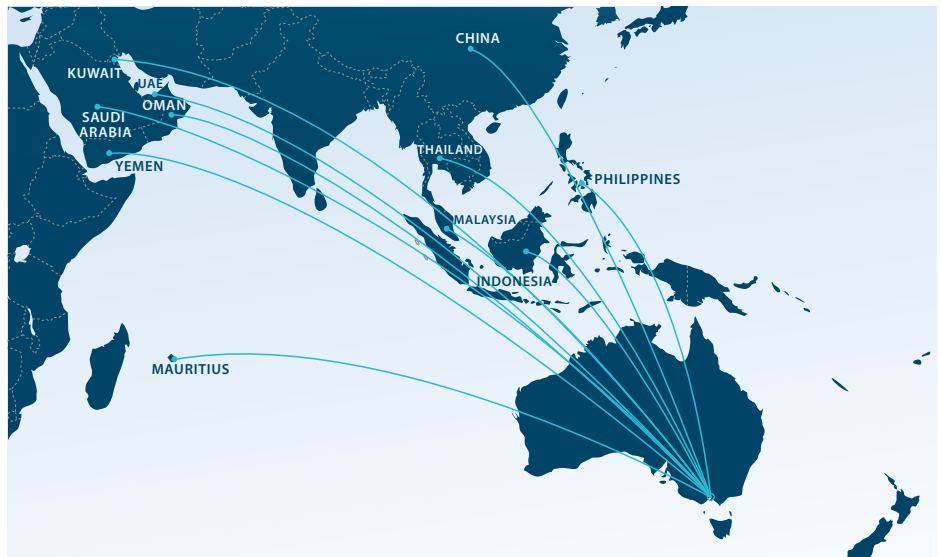 CHINA
KUWAIT
UAE
OMAN
SAUDI
ARABIA
THAILAND
YEMEN
PHILIPPINES
MALAYSIA
INDONESIA
MAURITIUS